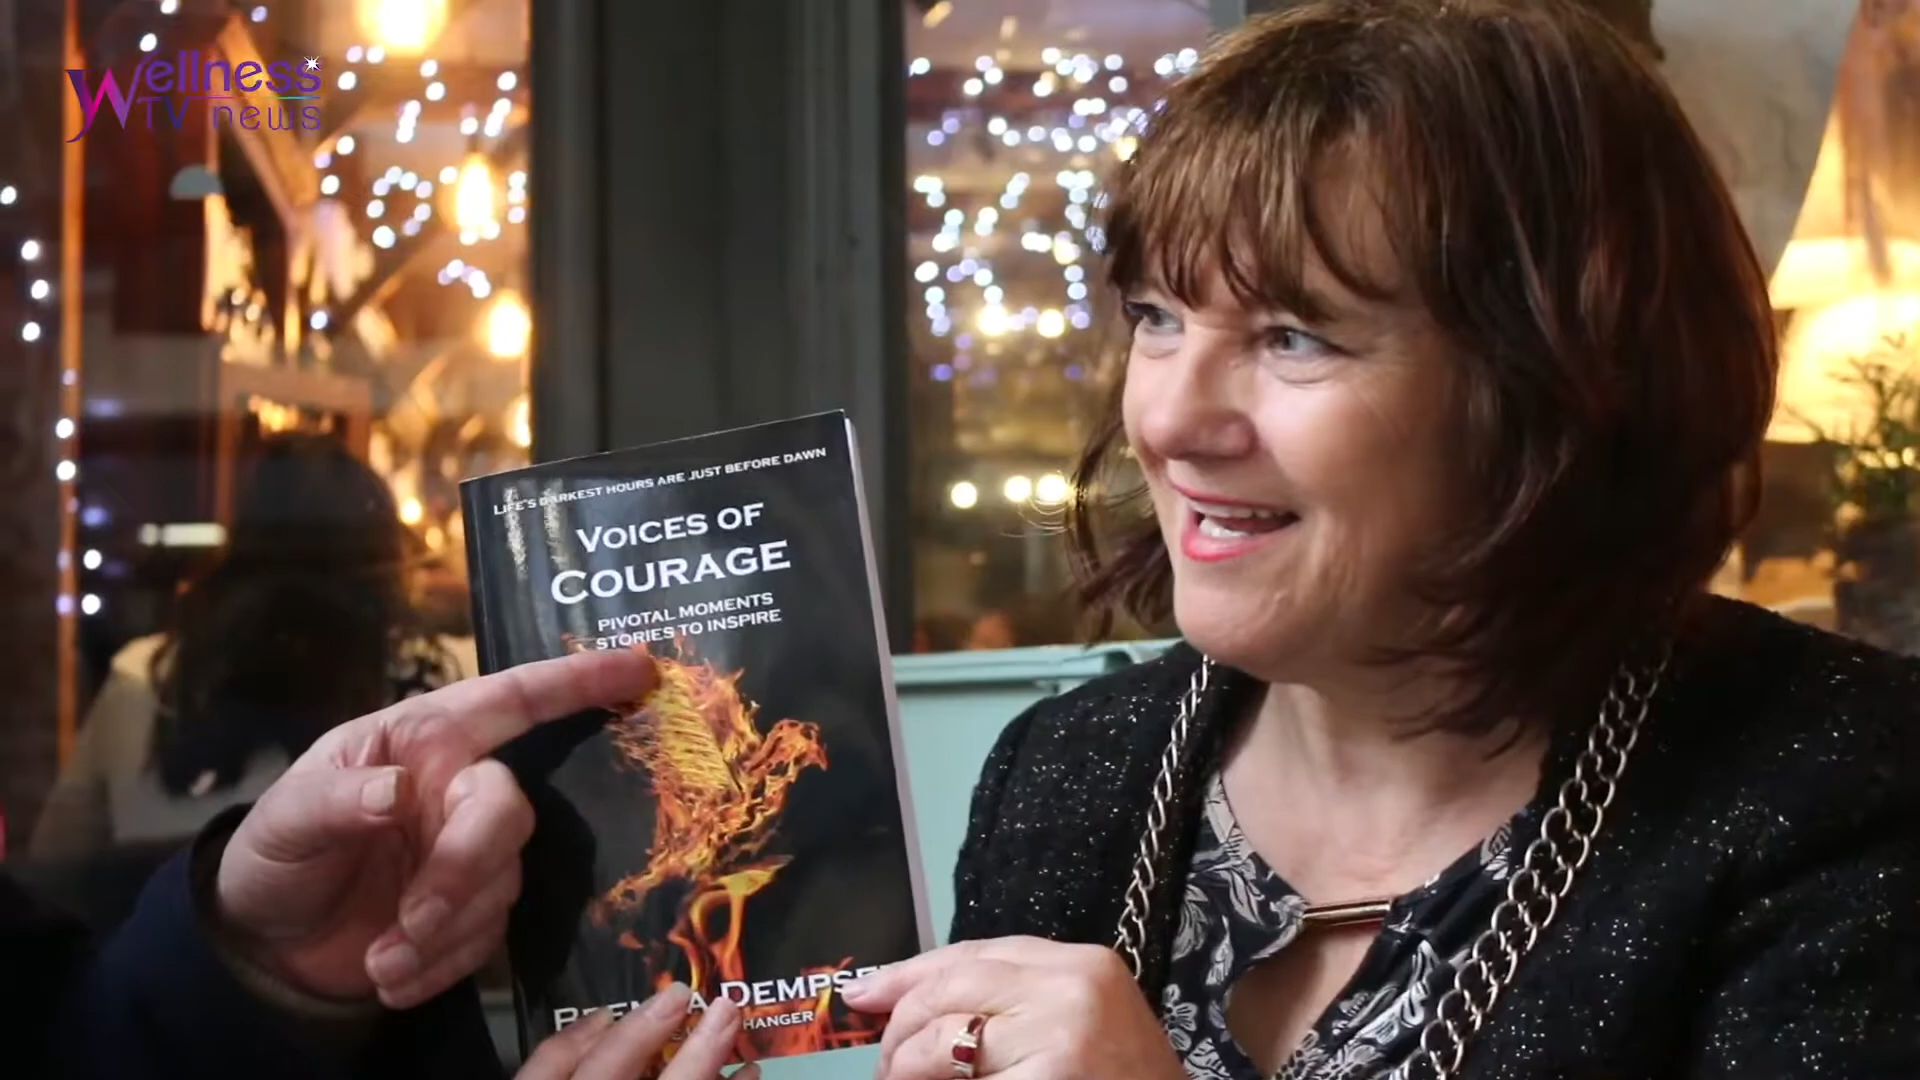 Wellness
TV news
LIFE'S DARKEST HOURS ARE JUST BEFORE DAWN
VOICES OF
COURAGE
PIVOTAL MOMENTS
STORIES TO INSPIRE